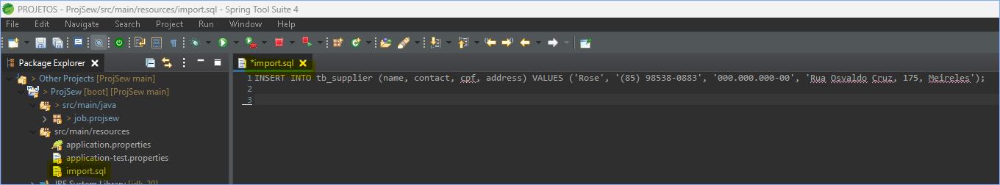 PROJETOS - ProjSew/src/main/resources/import.sql - Spring Tool Suite 4
File Edit Navigate Search Project Run Window Help
Package Explorer
> Other Projects [ProjSew main]
> ProjSew [boot] [ProjSew main]
> src/main/java
> job.projsew
src/main/resources
application.properties
application-test.properties
import.sql
JRE System Library [jdk-20]
*import.sql
1 INSERT INTO tb_supplier (name, contact, cpf, address) VALUES ('Rose', '(85) 98538-0883', '000.000.000-00', 'Rua Osvaldo Cruz, 175, Meireles');
2
3